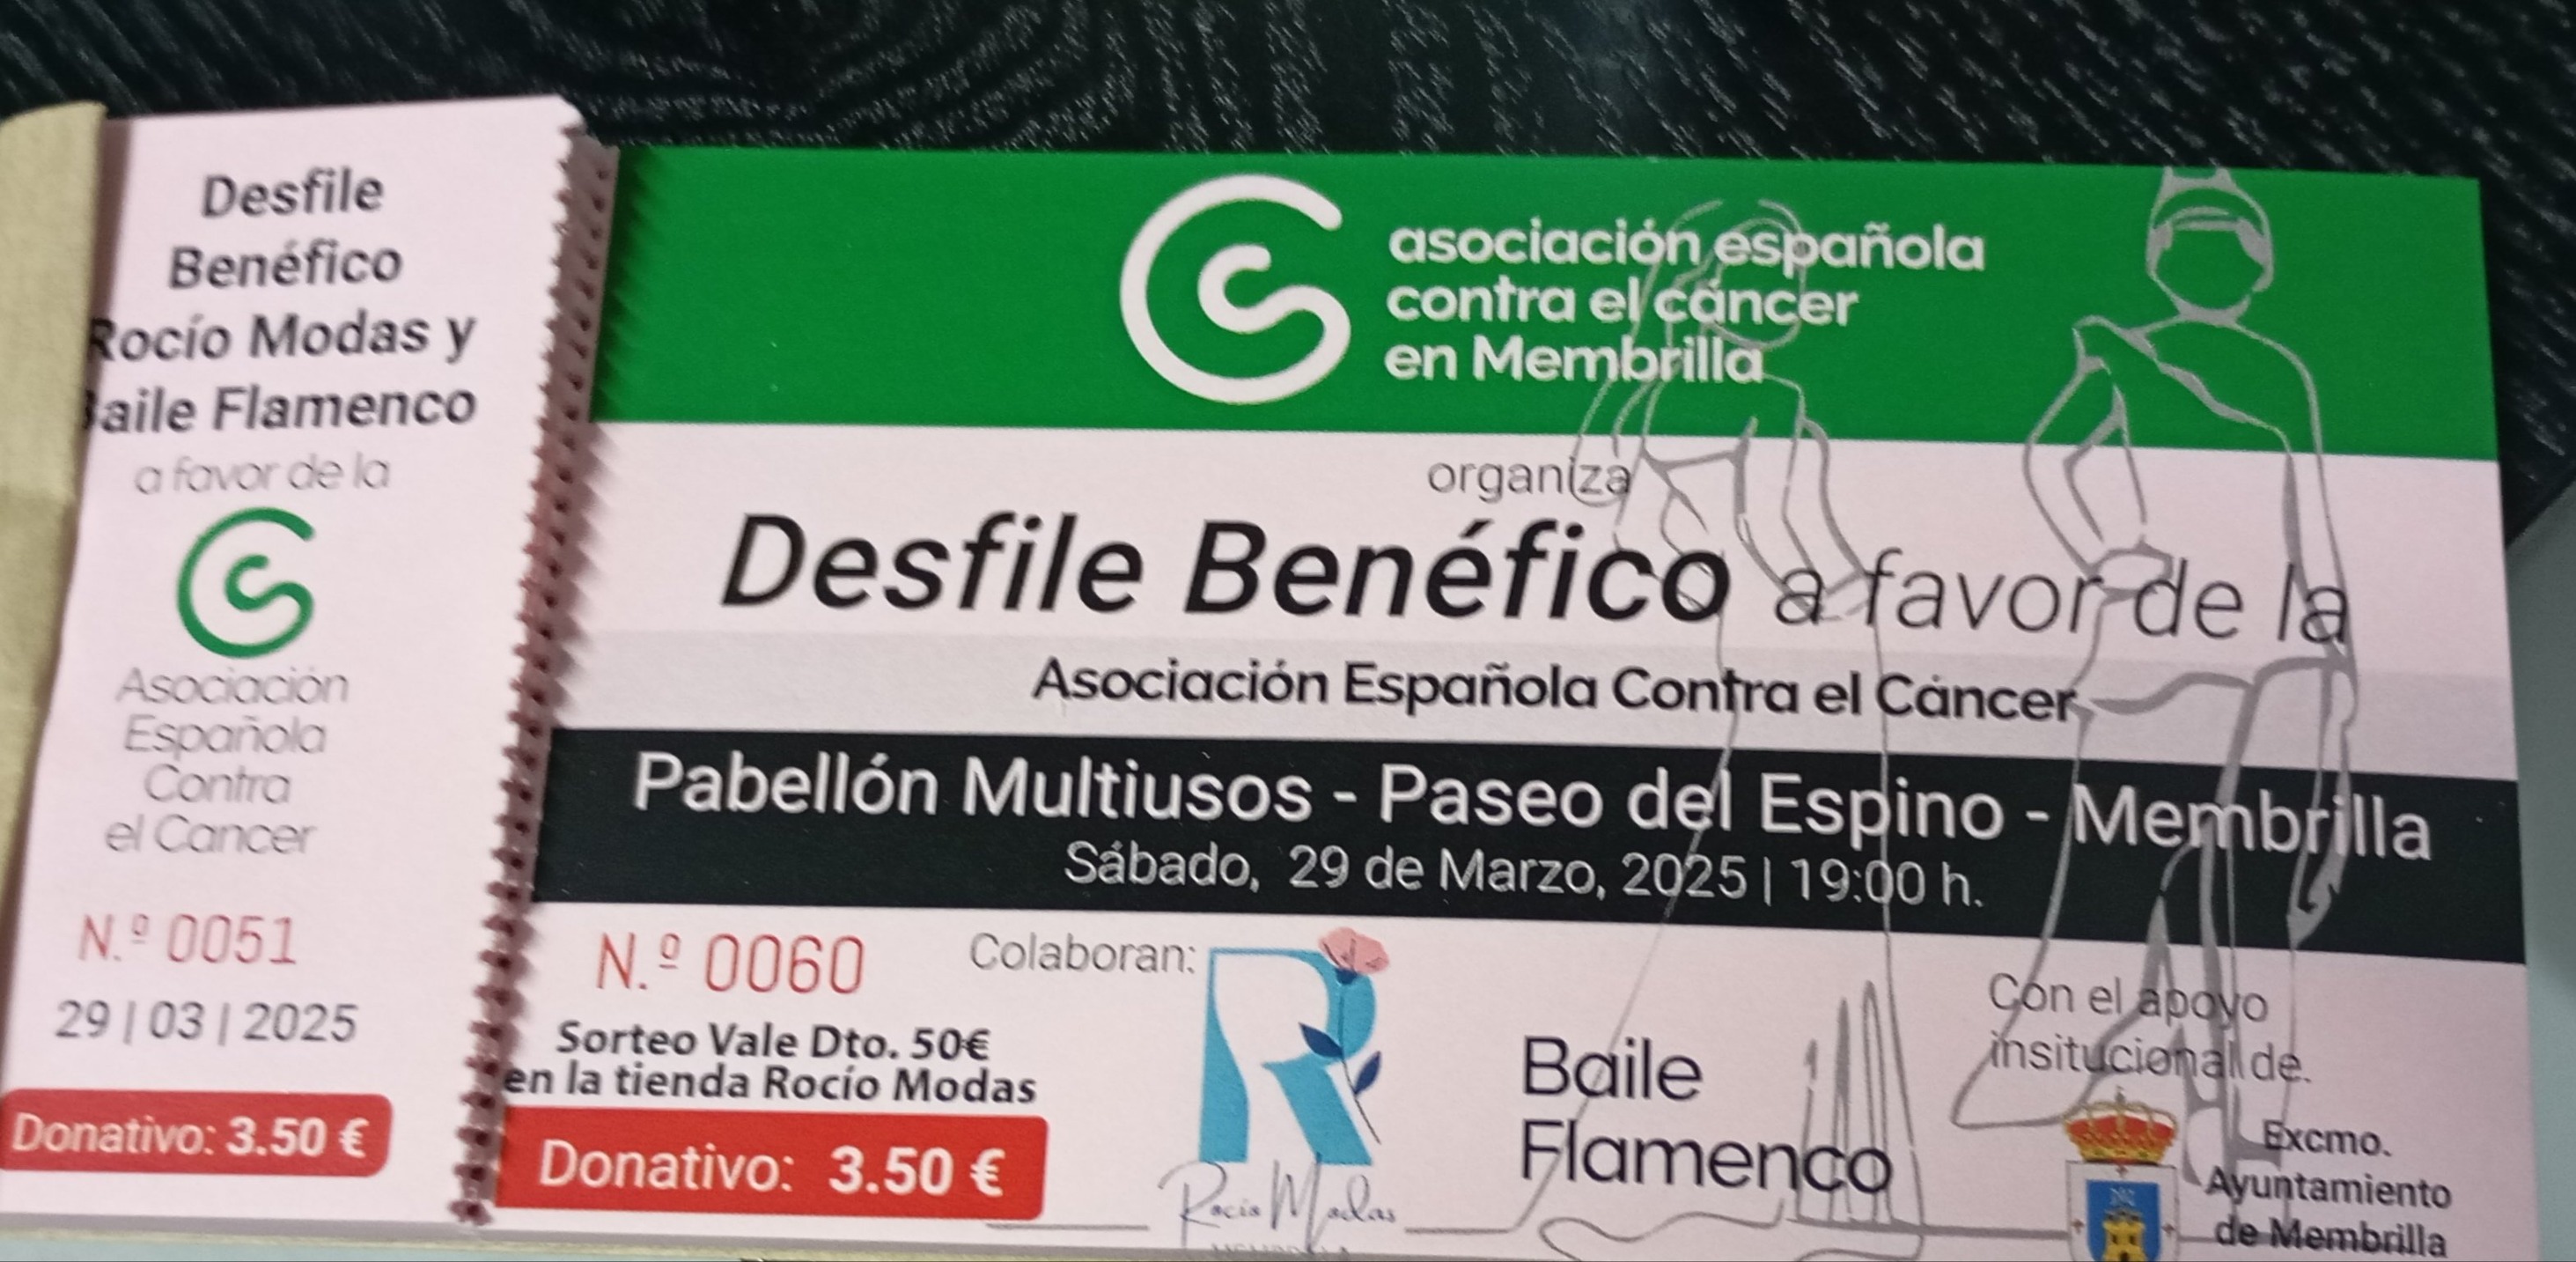 Desfile
Benéfico
Rocío Modas y
Baile Flamenco
a favor de la
Asociación
Española
Contra
el Cancer
N.º 0051
29 | 03 | 2025
Donativo: 3.50 €
asociación española
contra el cáncer
en Membrilla
organiza
Desfile Benéfico a favor de la
Asociación Española Contra el Cáncer
Pabellón Multiusos - Paseo del Espino - Membrilla
Sábado, 29 de Marzo, 2025 | 19:00 h.
N.º 0060
Sorteo Vale Dto. 50€
en la tienda Rocío Modas
Donativo: 3.50 €
Colaboran:
R
Rocío Modas
Baile
Flamenco
Con el apoyo
insitucional de.
Excmo.
Ayuntamiento
de Membrilla